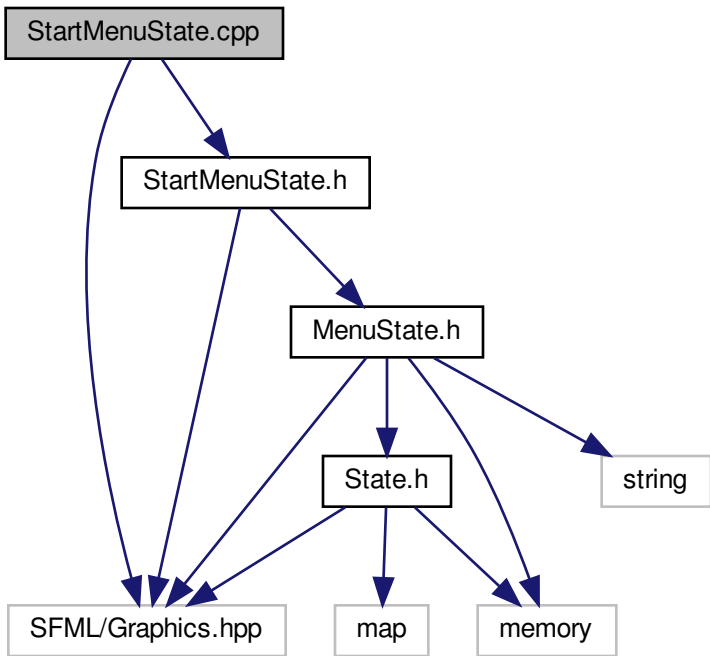 StartMenuState.cpp
StartMenuState.h
MenuState.h
State.h
string
SFML/Graphics.hpp
map
memory